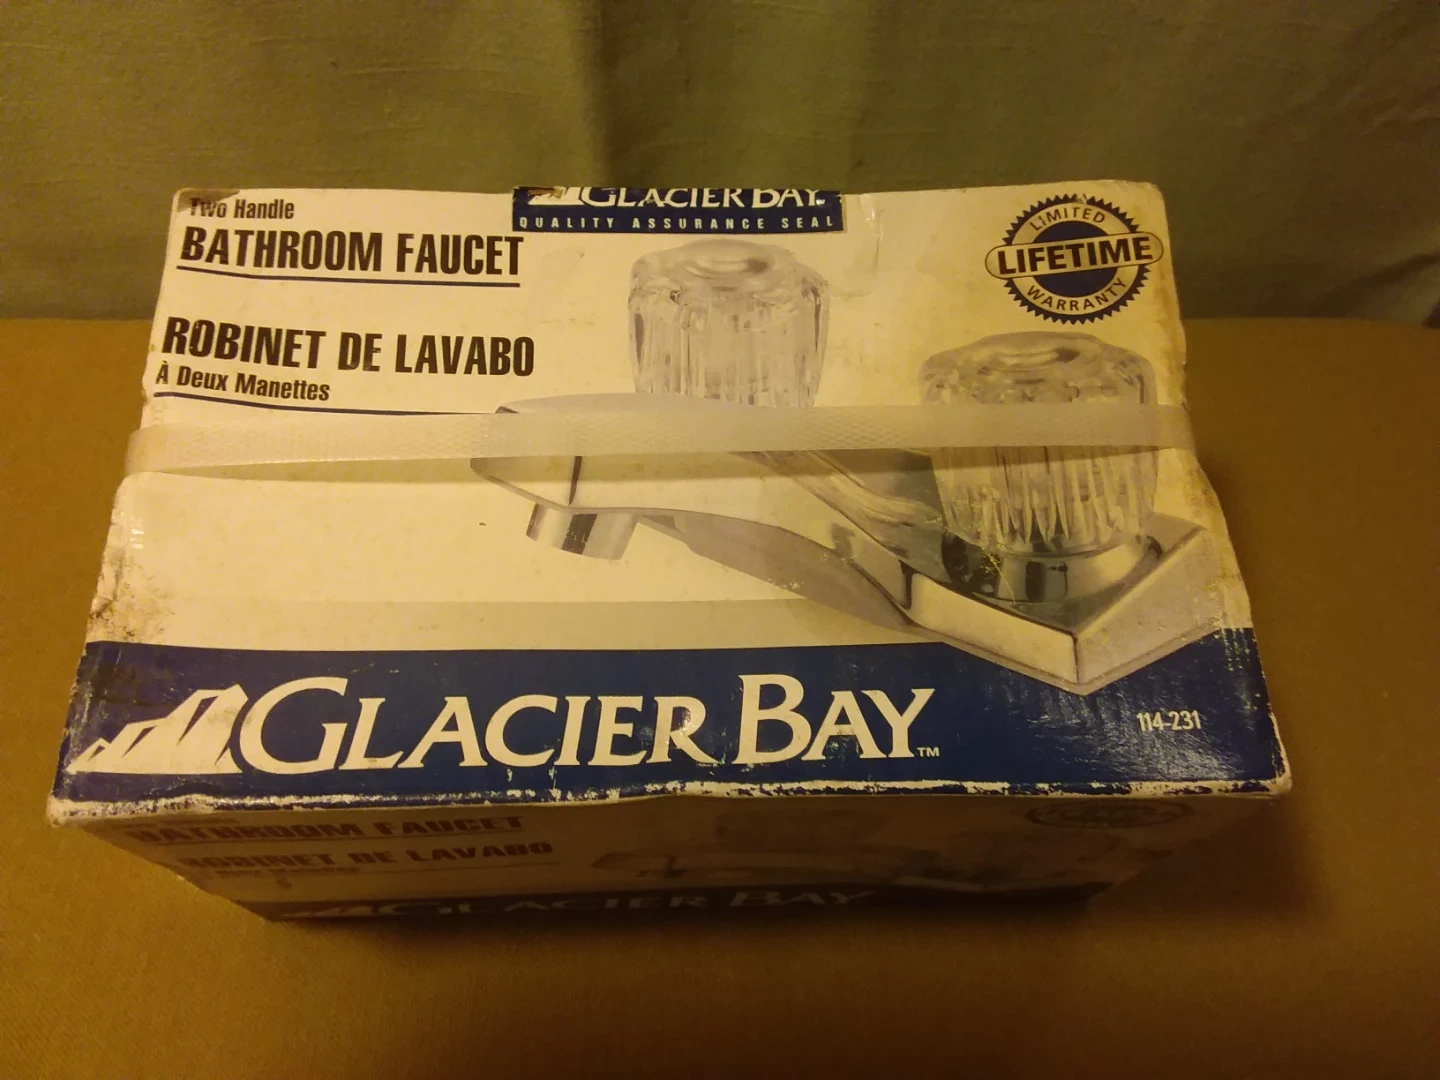 Two Handle
BATHROOM FAUCET
ROBINET DE LAVABO
À Deux Manettes
GLACIER BAY
QUALITY ASSURANCE SEAL
LIMITED
LIFETIME
WARRANTY
GLACIER BAY™
114-231
BATHROOM FAUCET
ROBINET DE LAVABO
GLACIER BAY